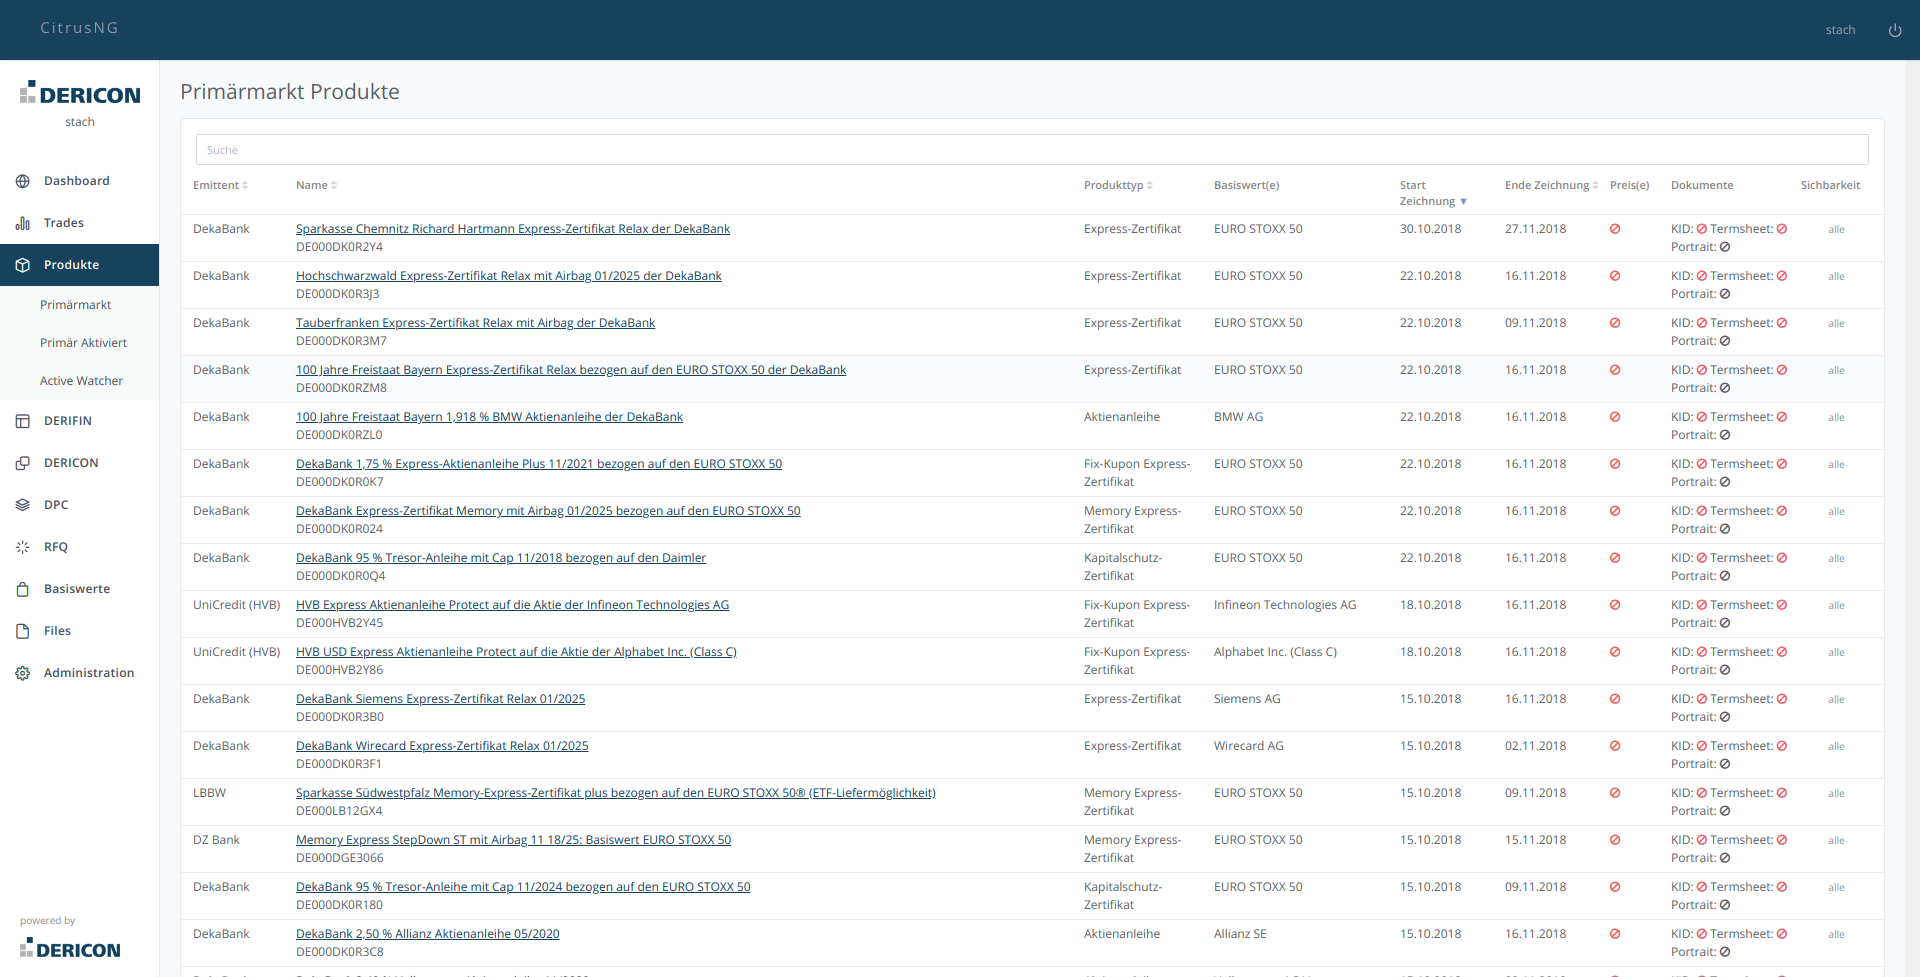 CitrusNG
stach
DERICON
stach
Dashboard
Trades
Produkte
Primärmarkt
Primär Aktiviert
Active Watcher
DERIFIN
DERICON
DPC
RFQ
Basiswerte
Files
Administration
powered by
DERICON
Primärmarkt Produkte
Suche
Emittent Name Produkttyp Basiswert(e) Start Zeichnung ▼ Ende Zeichnung Preis(e) Dokumente Sichbarkeit
DekaBank Sparkasse Chemnitz Richard Hartmann Express-Zertifikat Relax der DekaBank Express-Zertifikat EURO STOXX 50 30.10.2018 27.11.2018 KID: Termsheet: alle
DE000DK0R2Y4 Portrait:
DekaBank Hochschwarzwald Express-Zertifikat Relax mit Airbag 01/2025 der DekaBank Express-Zertifikat EURO STOXX 50 22.10.2018 16.11.2018 KID: Termsheet: alle
DE000DK0R3J3 Portrait:
DekaBank Tauberfranken Express-Zertifikat Relax mit Airbag der DekaBank Express-Zertifikat EURO STOXX 50 22.10.2018 09.11.2018 KID: Termsheet: alle
DE000DK0R3M7 Portrait:
DekaBank 100 Jahre Freistaat Bayern Express-Zertifikat Relax bezogen auf den EURO STOXX 50 der DekaBank Express-Zertifikat EURO STOXX 50 22.10.2018 16.11.2018 KID: Termsheet: alle
DE000DK0RZM8 Portrait:
DekaBank 100 Jahre Freistaat Bayern 1,918 % BMW Aktienanleihe der DekaBank Aktienanleihe BMW AG 22.10.2018 16.11.2018 KID: Termsheet: alle
DE000DK0RZL0 Portrait:
DekaBank DekaBank 1,75 % Express-Aktienanleihe Plus 11/2021 bezogen auf den EURO STOXX 50 Fix-Kupon Express- EURO STOXX 50 22.10.2018 16.11.2018 KID: Termsheet: alle
DE000DK0R0K7 Zertifikat Portrait:
DekaBank DekaBank Express-Zertifikat Memory mit Airbag 01/2025 bezogen auf den EURO STOXX 50 Memory Express- EURO STOXX 50 22.10.2018 16.11.2018 KID: Termsheet: alle
DE000DK0R024 Zertifikat Portrait:
DekaBank DekaBank 95 % Tresor-Anleihe mit Cap 11/2018 bezogen auf den Daimler Kapitalschutz- EURO STOXX 50 22.10.2018 16.11.2018 KID: Termsheet: alle
DE000DK0R0Q4 Zertifikat Portrait:
UniCredit (HVB) HVB Express Aktienanleihe Protect auf die Aktie der Infineon Technologies AG Fix-Kupon Express- Infineon Technologies AG 18.10.2018 16.11.2018 KID: Termsheet: alle
DE000HVB2Y45 Zertifikat Portrait:
UniCredit (HVB) HVB USD Express Aktienanleihe Protect auf die Aktie der Alphabet Inc. (Class C) Fix-Kupon Express- Alphabet Inc. (Class C) 18.10.2018 16.11.2018 KID: Termsheet: alle
DE000HVB2Y86 Zertifikat Portrait:
DekaBank DekaBank Siemens Express-Zertifikat Relax 01/2025 Express-Zertifikat Siemens AG 15.10.2018 16.11.2018 KID: Termsheet: alle
DE000DK0R3B0 Portrait:
DekaBank DekaBank Wirecard Express-Zertifikat Relax 01/2025 Express-Zertifikat Wirecard AG 15.10.2018 02.11.2018 KID: Termsheet: alle
DE000DK0R3F1 Portrait:
LBBW Sparkasse Südwestpfalz Memory-Express-Zertifikat plus bezogen auf den EURO STOXX 50® (ETF-Liefermöglichkeit) Memory Express- EURO STOXX 50 15.10.2018 09.11.2018 KID: Termsheet: alle
DE000LB12GX4 Zertifikat Portrait:
DZ Bank Memory Express StepDown ST mit Airbag 11 18/25: Basiswert EURO STOXX 50 Memory Express- EURO STOXX 50 15.10.2018 15.11.2018 KID: Termsheet: alle
DE000DGE3066 Zertifikat Portrait:
DekaBank DekaBank 95 % Tresor-Anleihe mit Cap 11/2024 bezogen auf den EURO STOXX 50 Kapitalschutz- EURO STOXX 50 15.10.2018 09.11.2018 KID: Termsheet: alle
DE000DK0R180 Zertifikat Portrait:
DekaBank DekaBank 2,50 % Allianz Aktienanleihe 05/2020 Aktienanleihe Allianz SE 15.10.2018 16.11.2018 KID: Termsheet: alle
DE000DK0R3C8 Portrait: